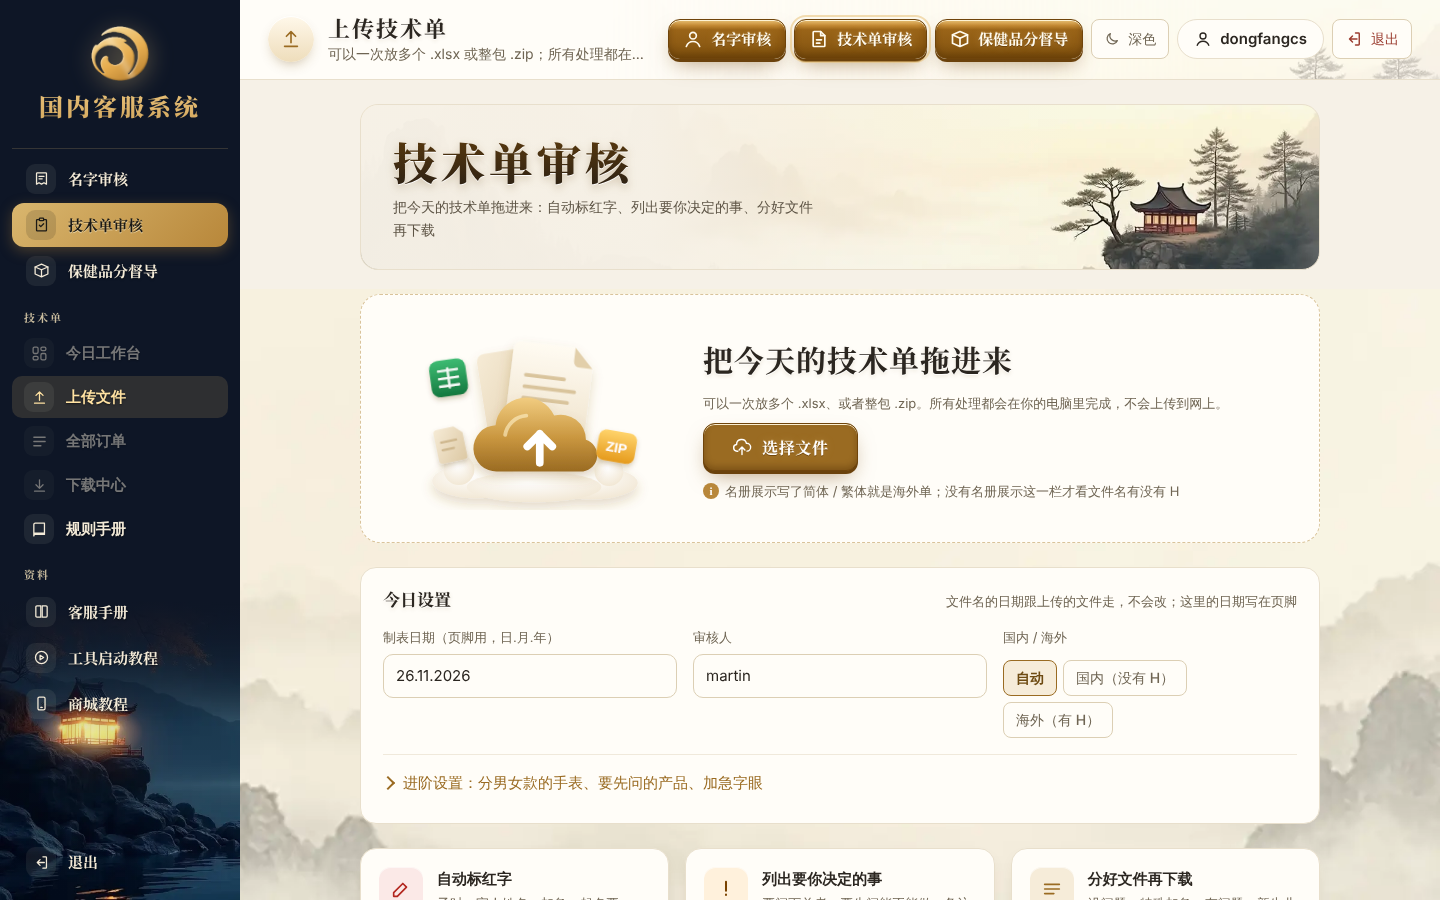 国内客服系统
名字审核
技术单审核
保健品分督导
技术单
今日工作台
上传文件
全部订单
下载中心
规则手册
资料
客服手册
工具启动教程
商城教程
退出
上传技术单
可以一次放多个 .xlsx 或整包 .zip；所有处理都在...
名字审核
技术单审核
保健品分督导
深色
dongfangcs
退出
技术单审核
把今天的技术单拖进来：自动标红字、列出要你决定的事、分好文件
再下载
ZIP
把今天的技术单拖进来
可以一次放多个 .xlsx、或者整包 .zip。所有处理都会在你的电脑里完成，不会上传到网上。
选择文件
名册展示写了简体 / 繁体就是海外单；没有名册展示这一栏才看文件名有没有 H
今日设置
文件名的日期跟上传的文件走，不会改；这里的日期写在页脚
制表日期（页脚用，日.月.年）
26.11.2026
审核人
martin
国内 / 海外
自动
国内（没有 H）
海外（有 H）
进阶设置：分男女款的手表、要先问的产品、加急字眼
自动标红字
列出要你决定的事
分好文件再下载